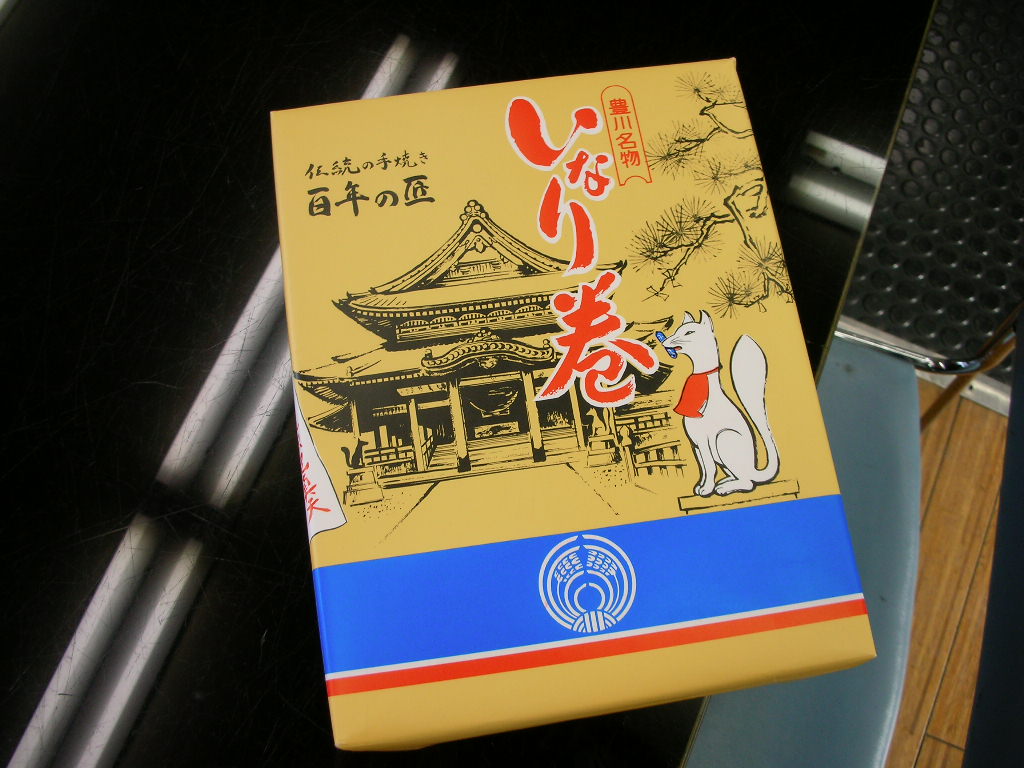 豊川名物
いなり巻
伝統の手焼き
百年の匠